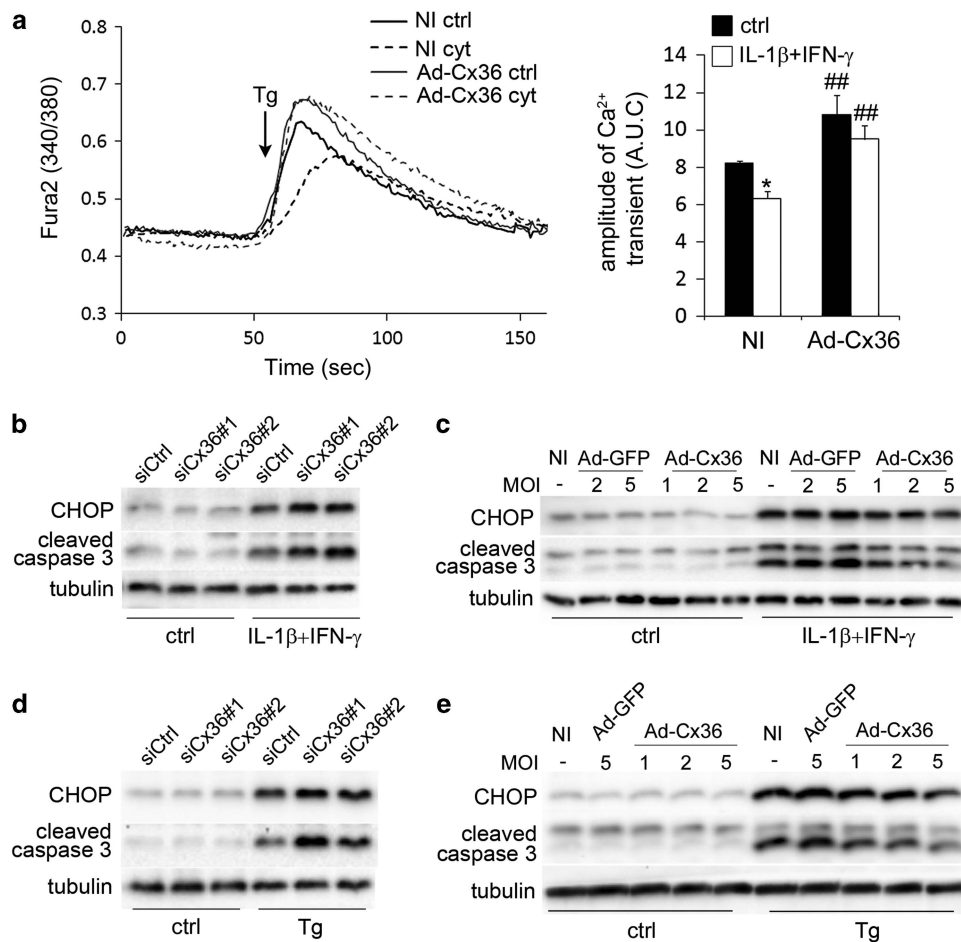 a
0.8
0.7
0.6
0.5
0.4
0.3
Fura2 (340/380)
0
50
100
150
Time (sec)
Tg
NI ctrl
NI cyt
Ad-Cx36 ctrl
Ad-Cx36 cyt
ctrl
IL-1β+IFN-γ
amplitude of Ca2+
transient (A.U.C)
14
12
10
8
6
4
2
0
*
##
##
NI
Ad-Cx36
b
siCtrl
siCx36#1
siCx36#2
siCtrl
siCx36#1
siCx36#2
CHOP
cleaved
caspase 3
tubulin
ctrl
IL-1β+IFN-γ
c
NI Ad-GFP Ad-Cx36 NI Ad-GFP Ad-Cx36
MOI - 2 5 1 2 5 - 2 5 1 2 5
CHOP
cleaved
caspase 3
tubulin
ctrl
IL-1β+IFN-γ
d
siCtrl
siCx36#1
siCx36#2
siCtrl
siCx36#1
siCx36#2
CHOP
cleaved
caspase 3
tubulin
ctrl
Tg
e
NI Ad-GFP Ad-Cx36 NI Ad-GFP Ad-Cx36
MOI - 5 1 2 5 - 5 1 2 5
CHOP
cleaved
caspase 3
tubulin
ctrl
Tg